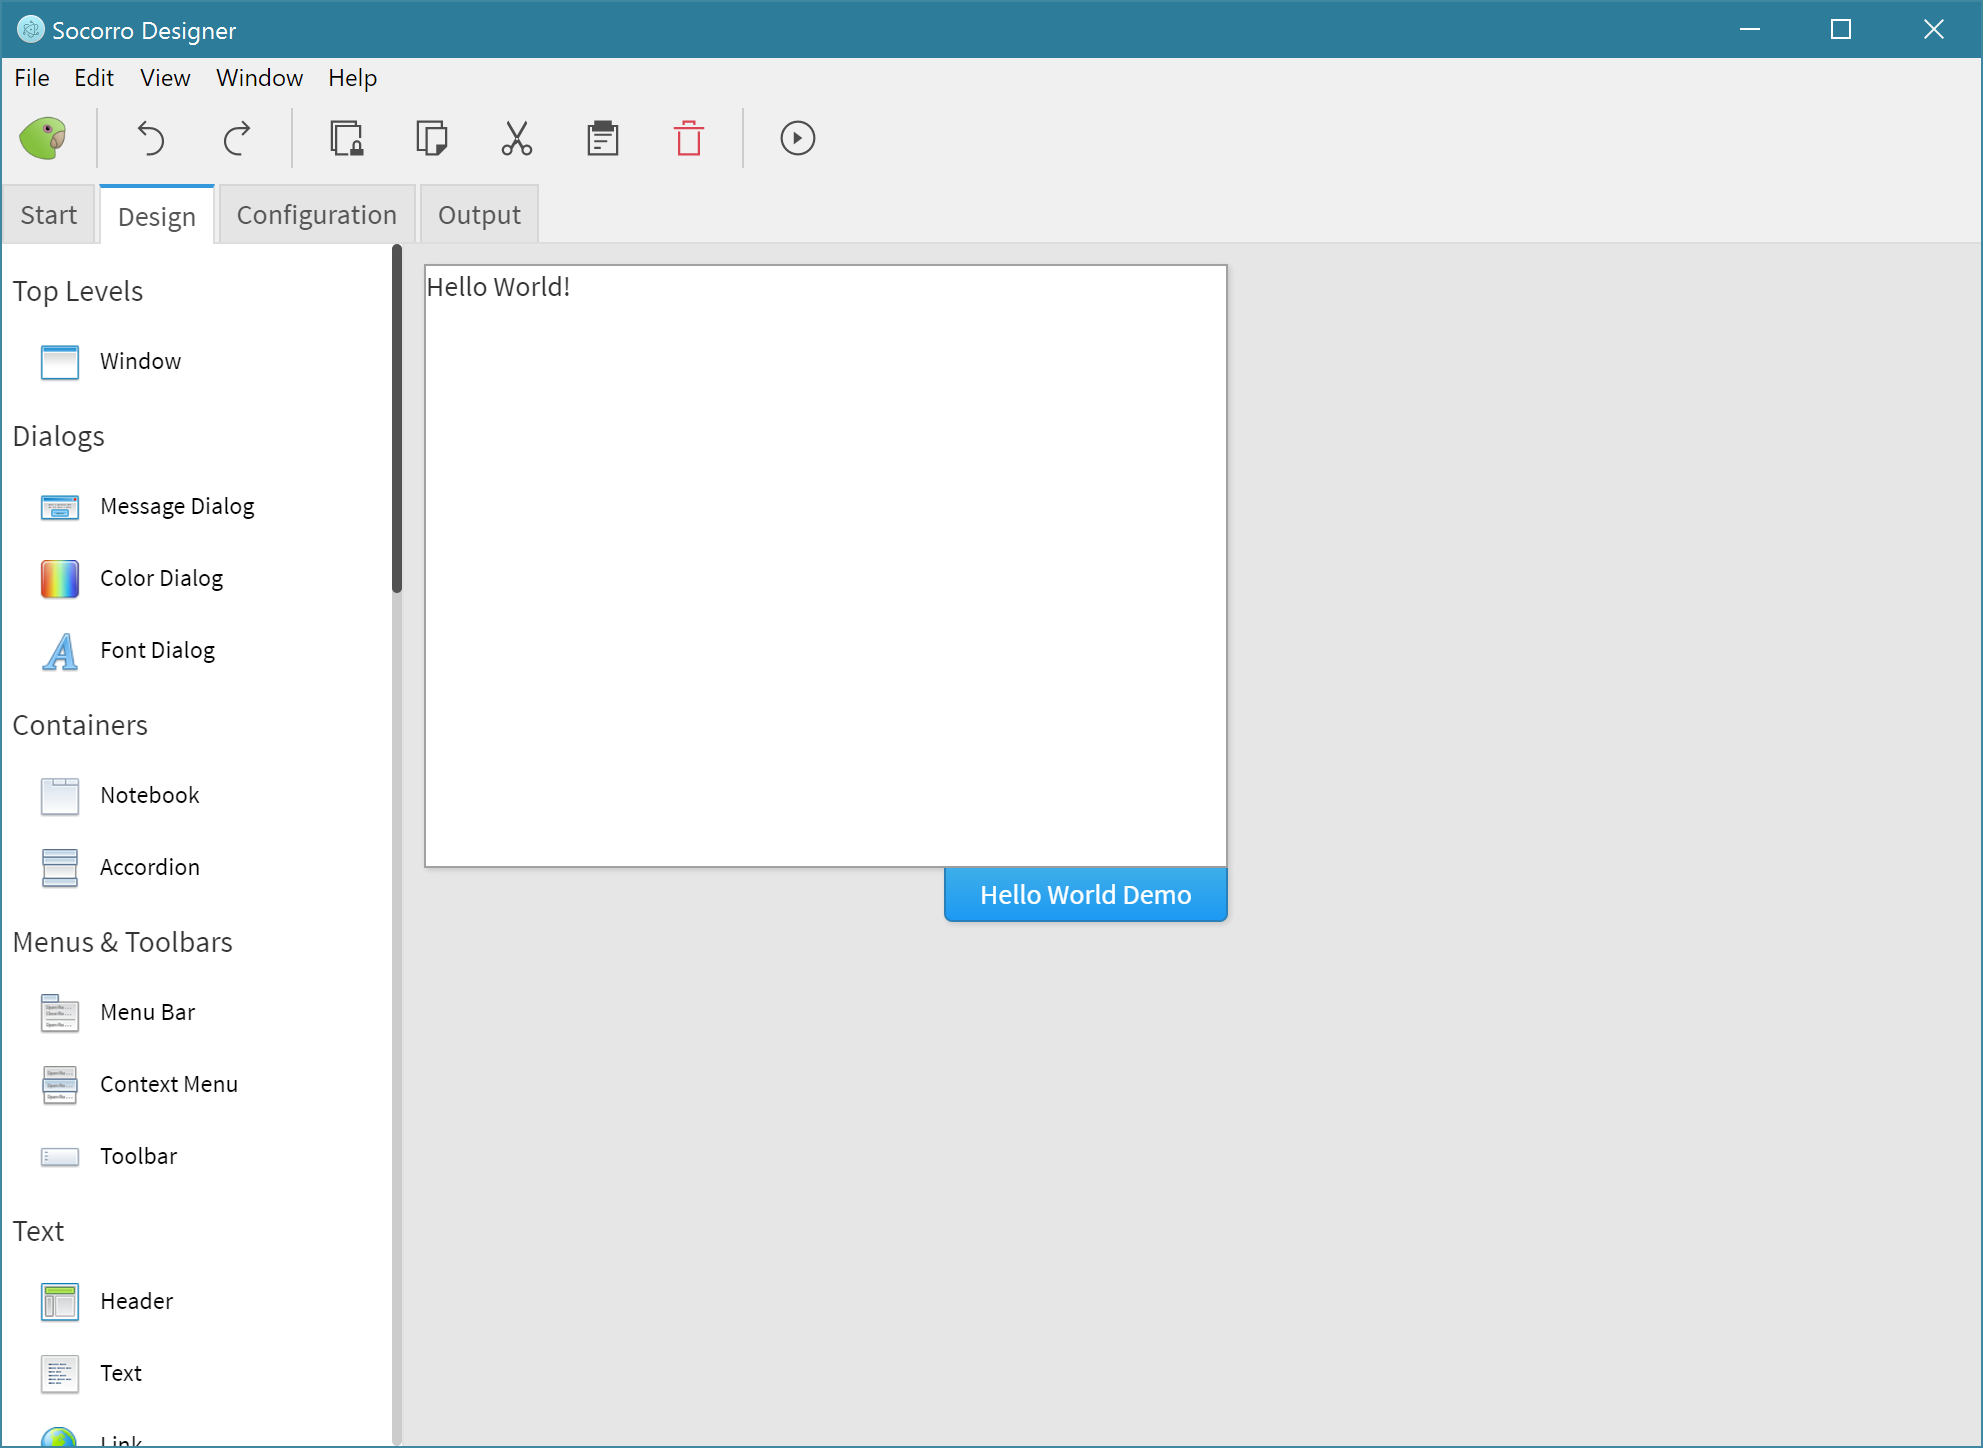 Socorro Designer
File Edit View Window Help
Start Design Configuration Output
Top Levels
Window
Dialogs
Message Dialog
Color Dialog
Font Dialog
Containers
Notebook
Accordion
Menus & Toolbars
Menu Bar
Context Menu
Toolbar
Text
Header
Text
Link
Hello World!
Hello World Demo